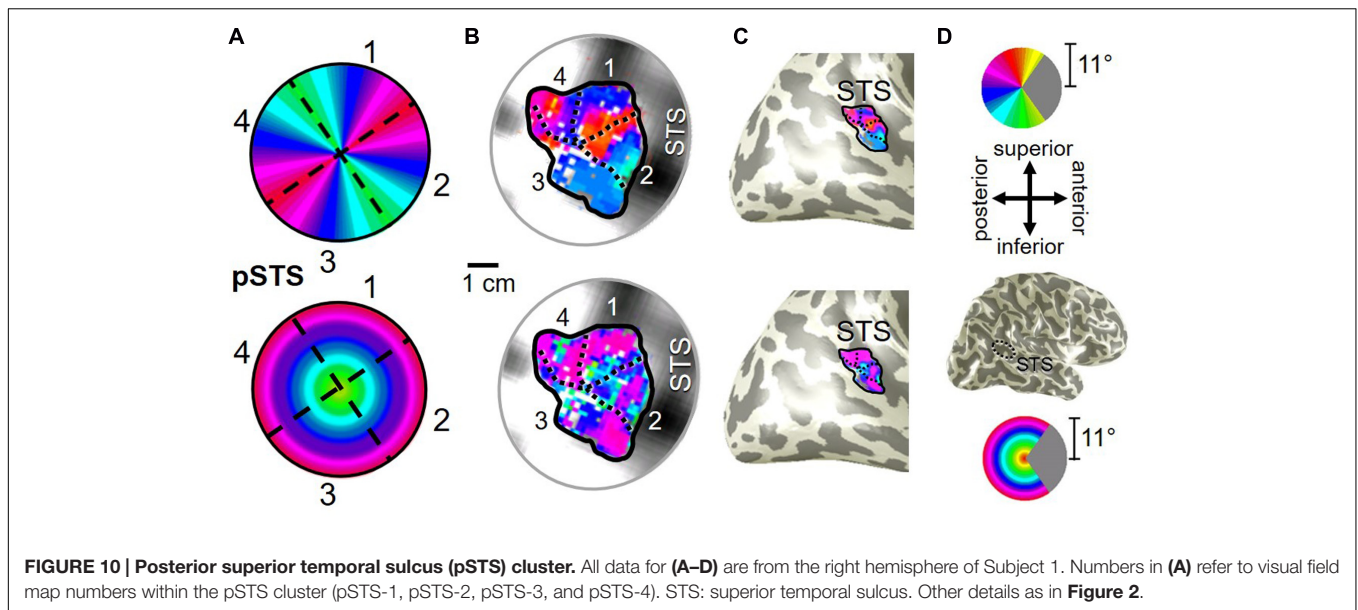 A
B
C
D
1
2
3
4
pSTS
1
2
3
4
1
2
3
4
STS
1 cm
1
2
3
4
STS
STS
STS
11°
superior
posterior
anterior
inferior
STS
11°
FIGURE 10 | Posterior superior temporal sulcus (pSTS) cluster. All data for (A–D) are from the right hemisphere of Subject 1. Numbers in (A) refer to visual field
map numbers within the pSTS cluster (pSTS-1, pSTS-2, pSTS-3, and pSTS-4). STS: superior temporal sulcus. Other details as in Figure 2.